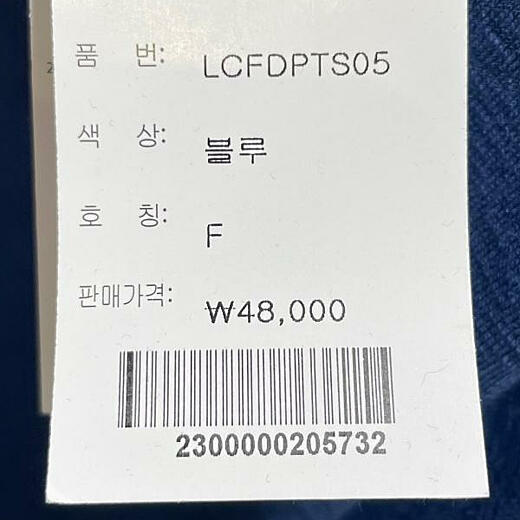 품 번: LCFDPTS05
색 상: 블루
호 칭: F
판매가격: ₩48,000
2300000205732